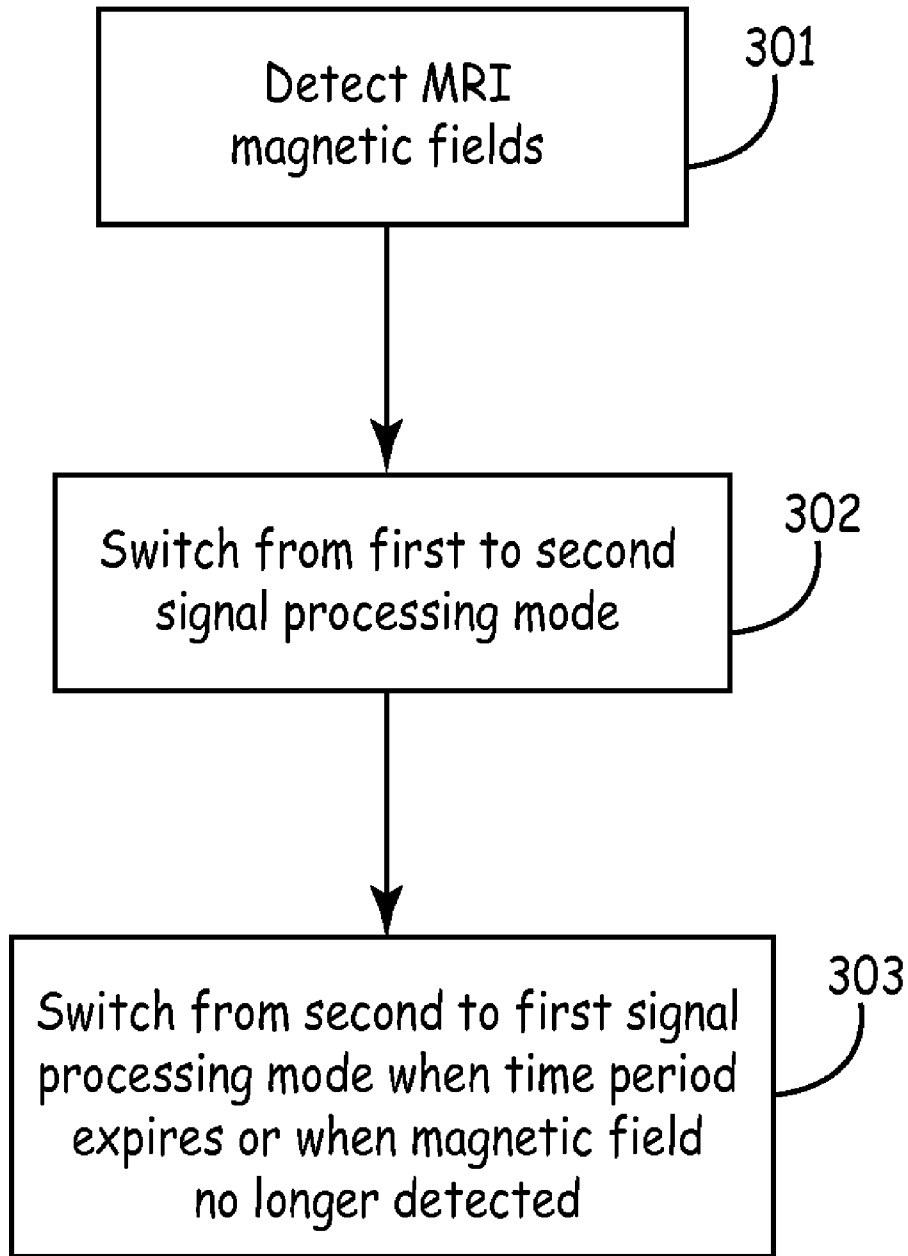 Detect MRI
magnetic fields
301
Switch from first to second
signal processing mode
302
Switch from second to first signal
processing mode when time period
expires or when magnetic field
no longer detected
303